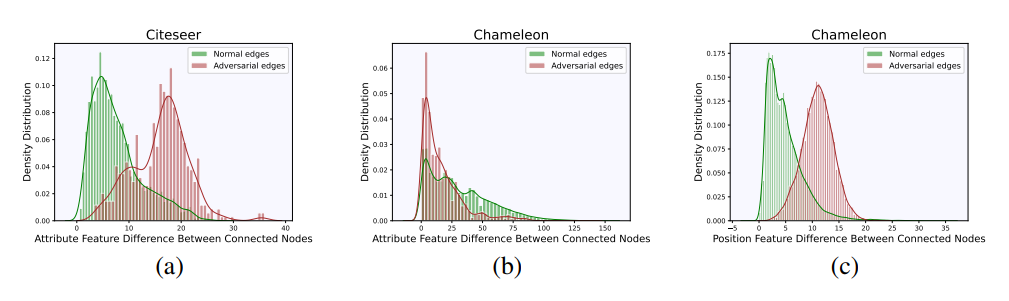 Citeseer
Normal edges
Adversarial edges
Density Distribution
0.12
0.10
0.08
0.06
0.04
0.02
0.00
0 10 20 30 40
Attribute Feature Difference Between Connected Nodes
(a)
Chameleon
Normal edges
Adversarial edges
Density Distribution
0.06
0.05
0.04
0.03
0.02
0.01
0.00
0 25 50 75 100 125 150
Attribute Feature Difference Between Connected Nodes
(b)
Chameleon
Normal edges
Adversarial edges
Density Distribution
0.175
0.150
0.125
0.100
0.075
0.050
0.025
0.000
−5 0 5 10 15 20 25 30 35
Position Feature Difference Between Connected Nodes
(c)